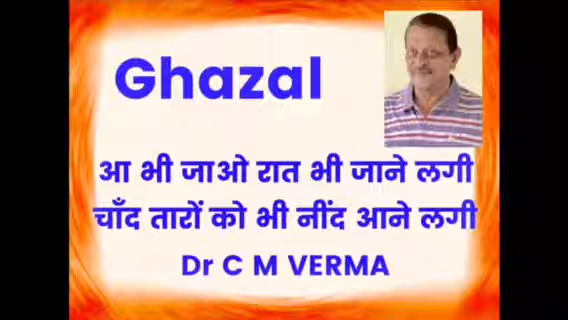 Ghazal
आ भी जाओ रात भी जाने लगी
चाँद तारों को भी नींद आने लगी
Dr C M VERMA